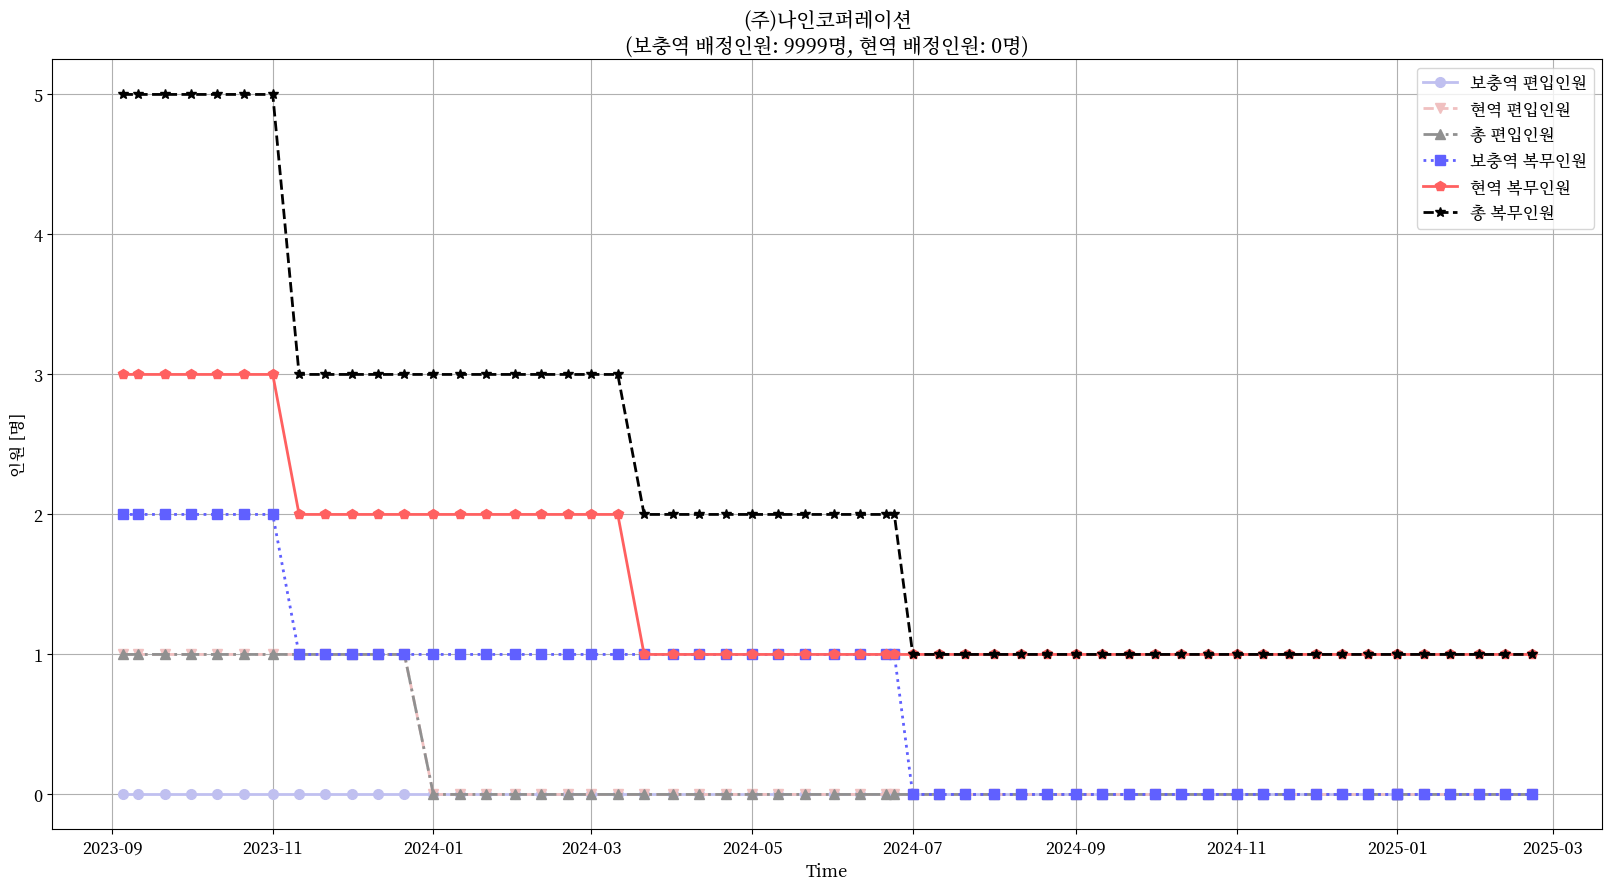 (주)나인코퍼레이션
(보충역 배정인원: 9999명, 현역 배정인원: 0명)
보충역 편입인원
현역 편입인원
총 편입인원
보충역 복무인원
현역 복무인원
총 복무인원
인원 [명]
5
4
3
2
1
0
2023-09
2023-11
2024-01
2024-03
2024-05
2024-07
2024-09
2024-11
2025-01
2025-03
Time